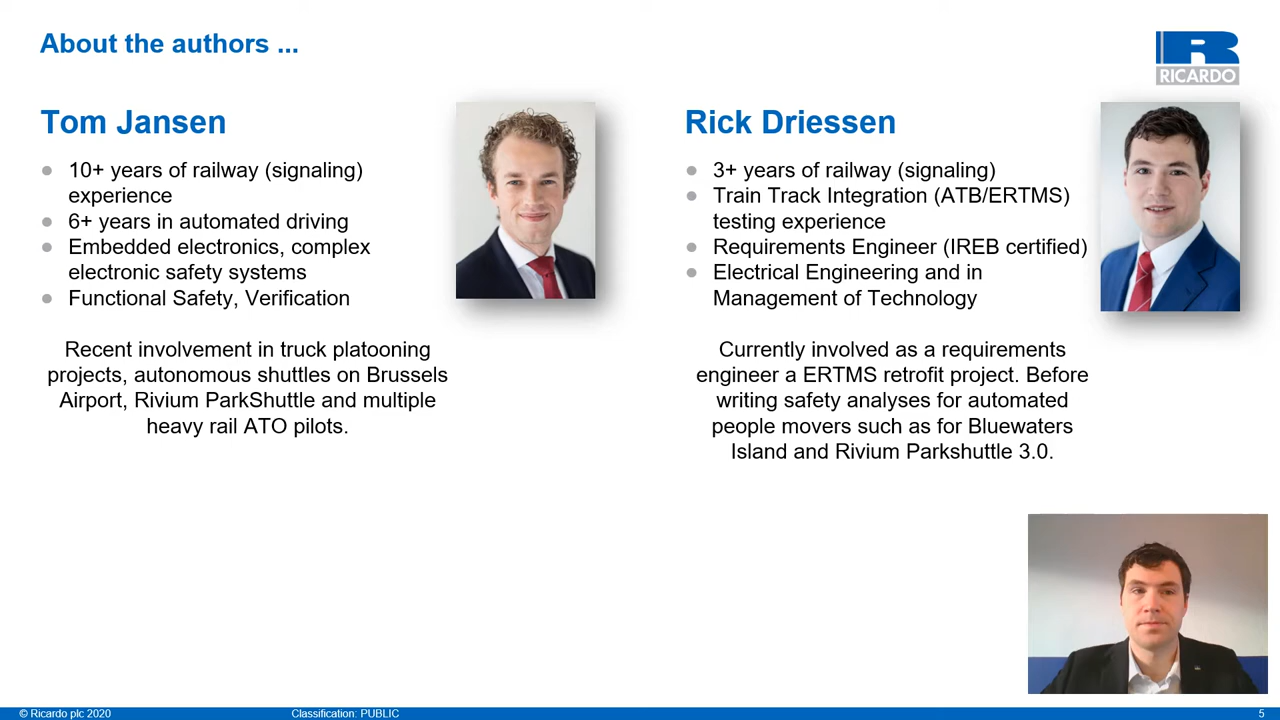 About the authors ...
RICARDO
Tom Jansen
● 10+ years of railway (signaling)
experience
● 6+ years in automated driving
● Embedded electronics, complex
electronic safety systems
● Functional Safety, Verification
Recent involvement in truck platooning
projects, autonomous shuttles on Brussels
Airport, Rivium ParkShuttle and multiple
heavy rail ATO pilots.
Rick Driessen
● 3+ years of railway (signaling)
● Train Track Integration (ATB/ERTMS)
testing experience
● Requirements Engineer (IREB certified)
● Electrical Engineering and in
Management of Technology
Currently involved as a requirements
engineer a ERTMS retrofit project. Before
writing safety analyses for automated
people movers such as for Bluewaters
Island and Rivium Parkshuttle 3.0.
© Ricardo plc 2020
Classification: PUBLIC
5